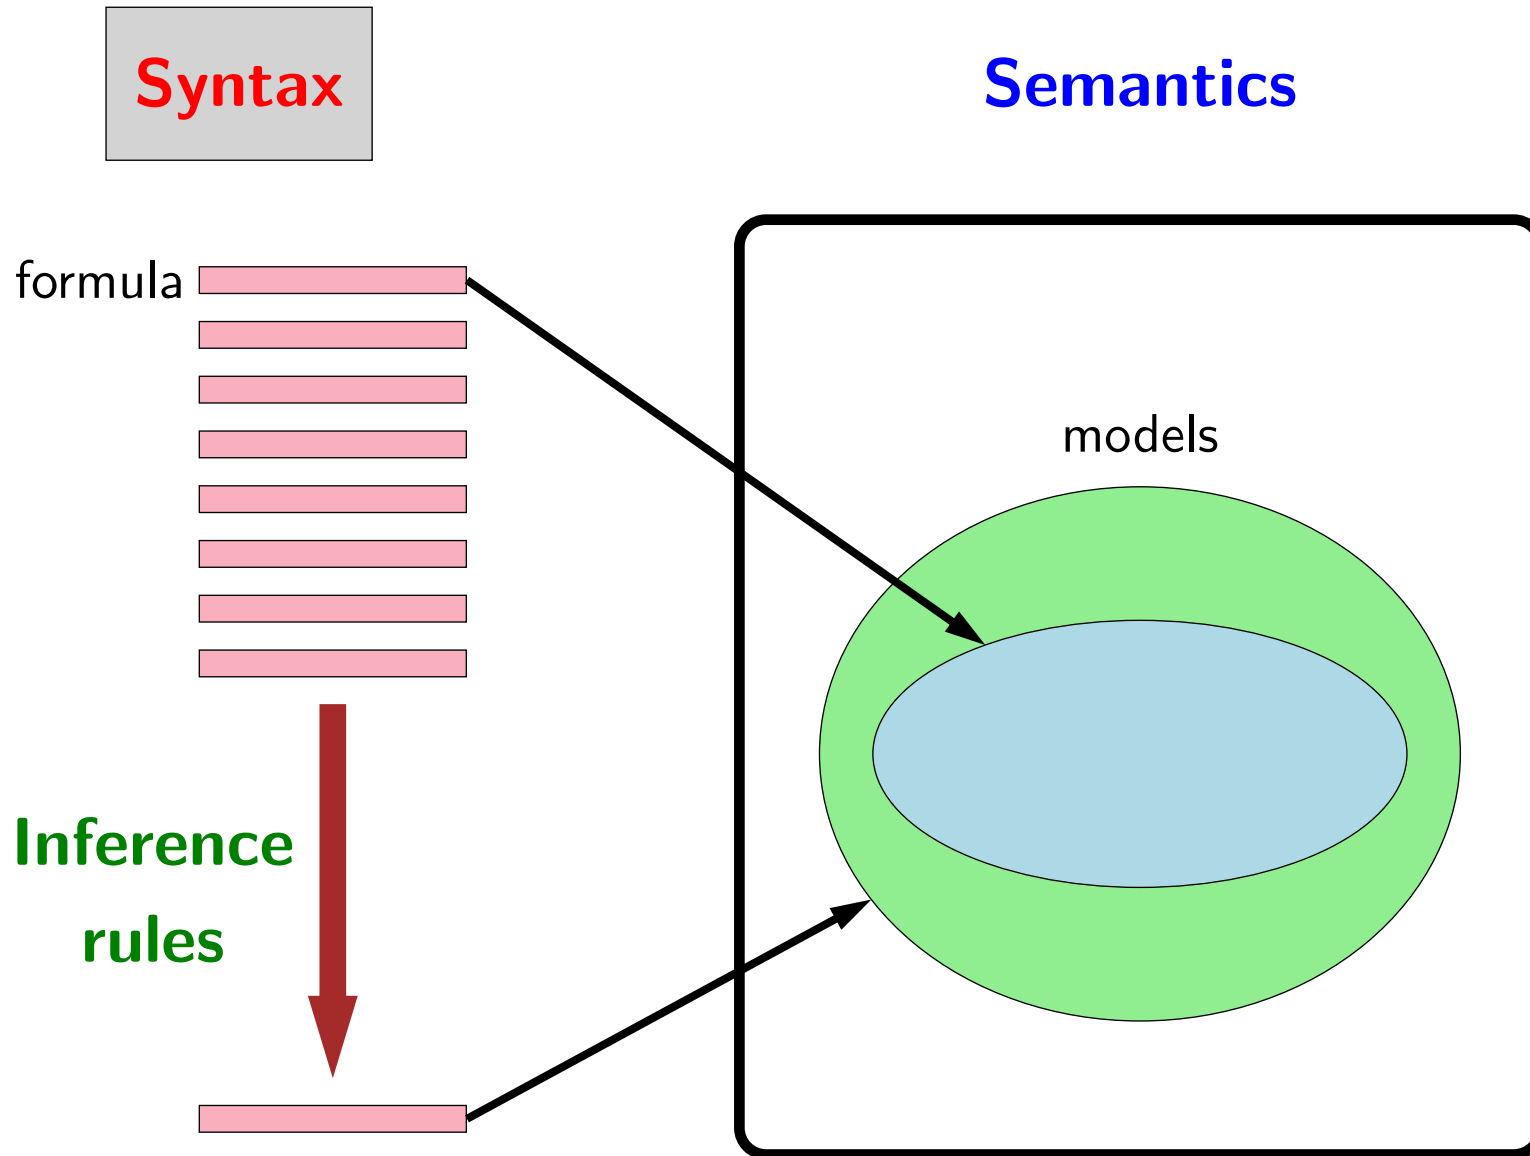 Syntax
Semantics
formula
models
Inference
rules